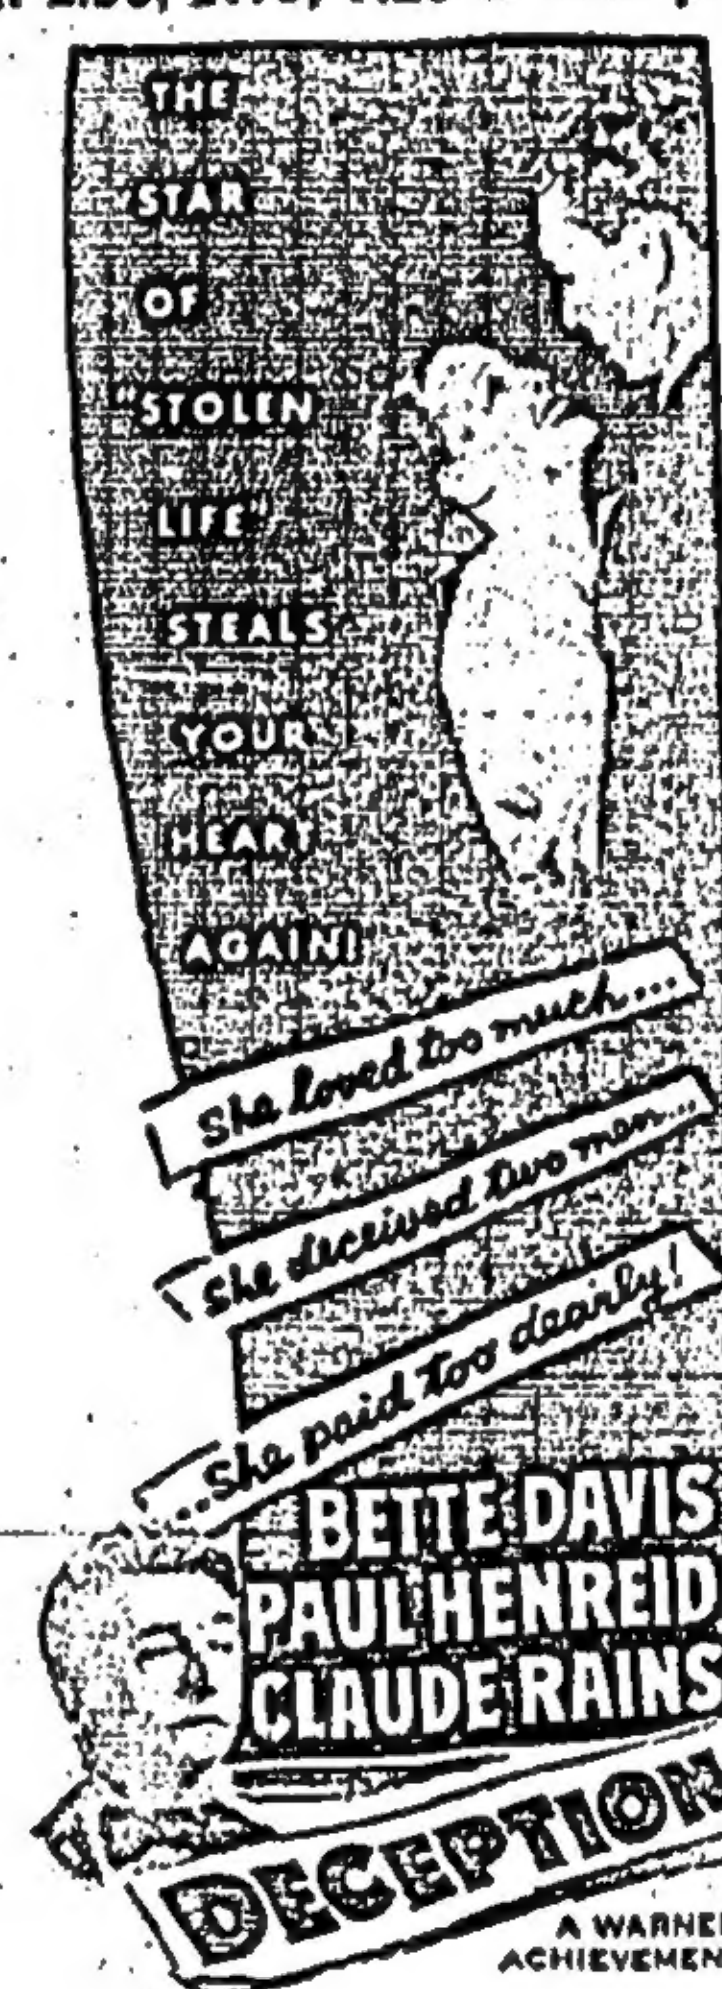 THE
STAR
OF
"STOLEN
LIFE"
STEALS
YOUR
HEART
AGAIN!
She loved too much...
She deceived two men...
...She paid too dearly!
BETTE DAVIS
PAUL HENREID
CLAUDE RAINS
DECEPTION
A WARNER
ACHIEVEMEN